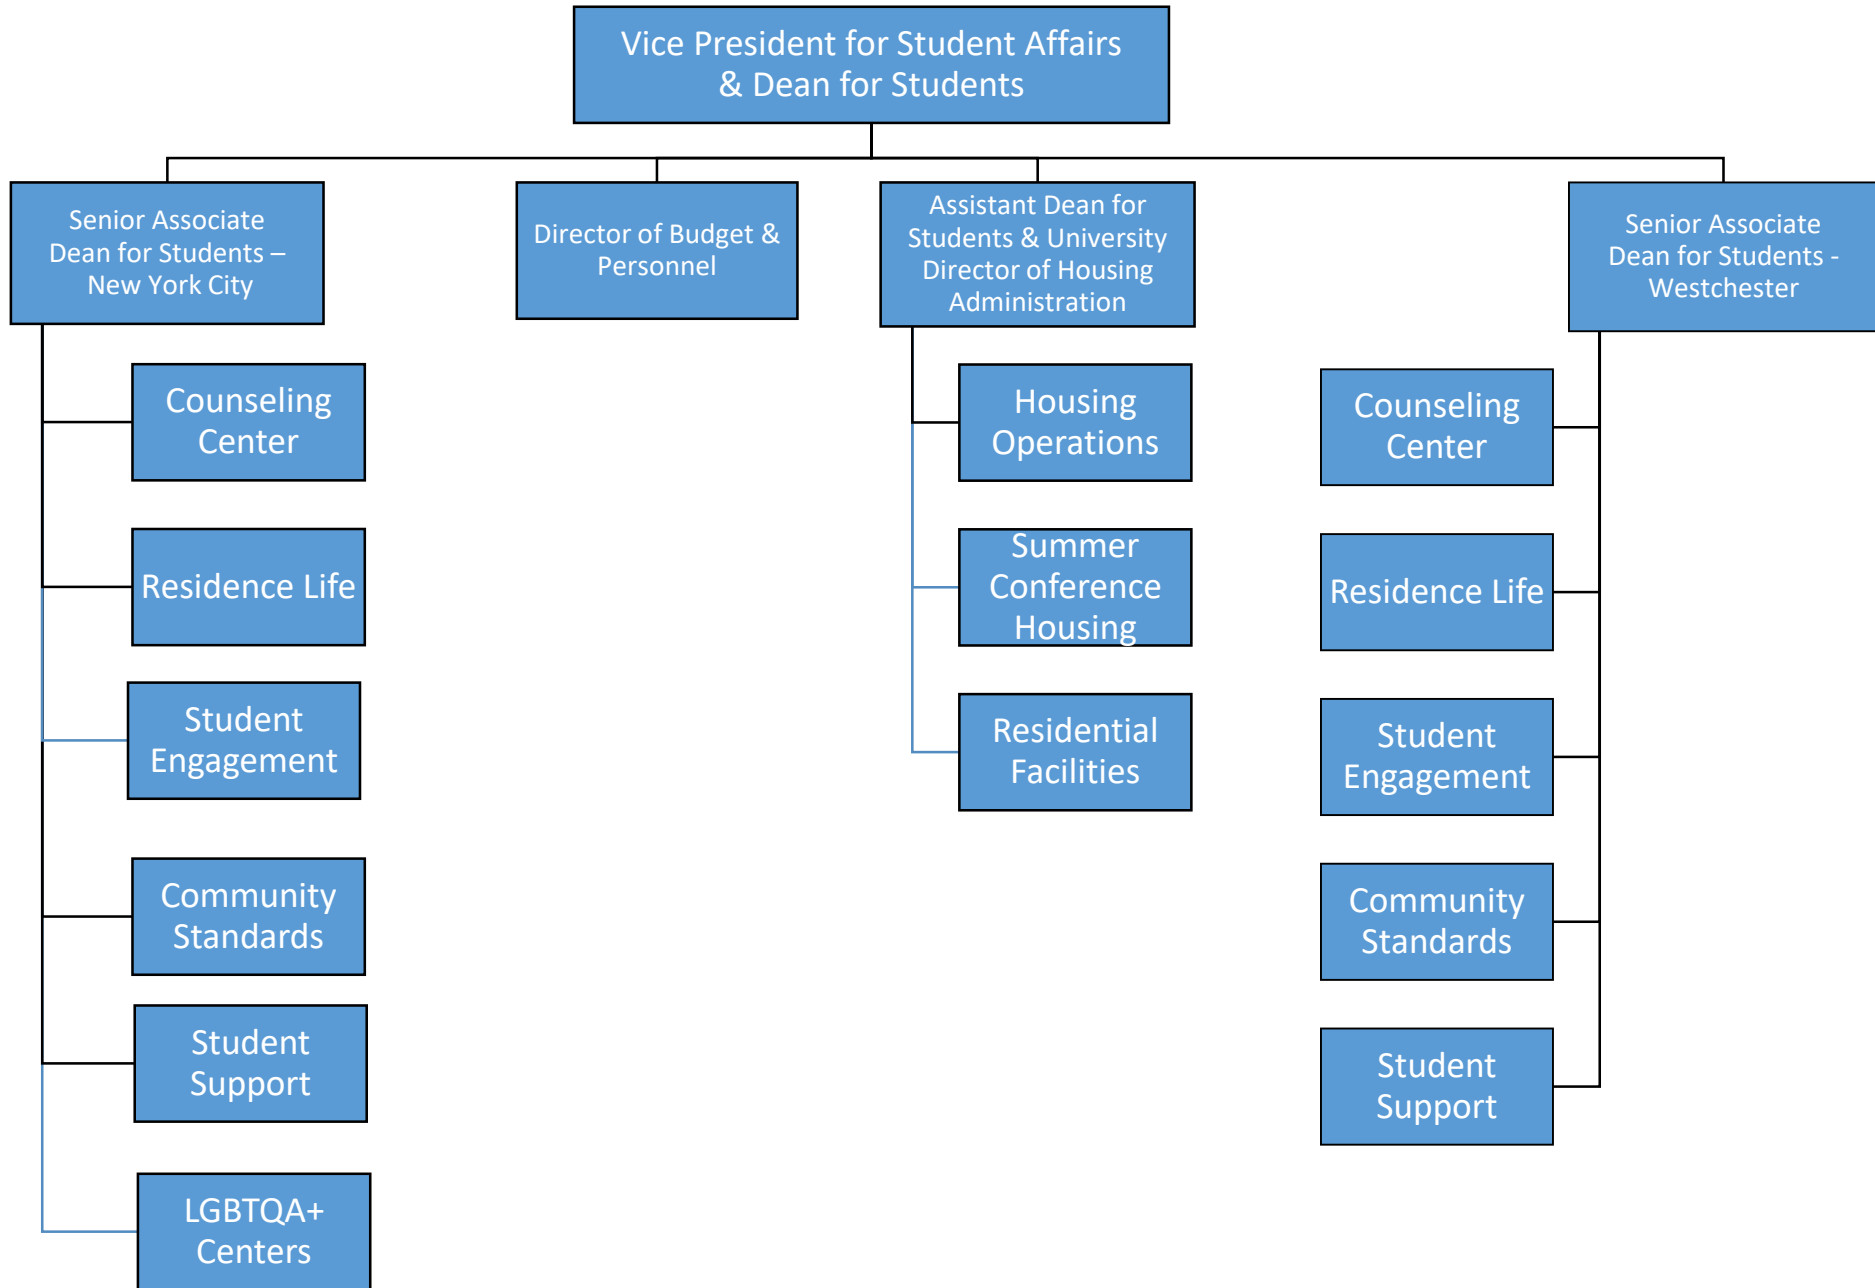 Vice President for Student Affairs
& Dean for Students
Senior Associate
Dean for Students –
New York City
Director of Budget &
Personnel
Assistant Dean for
Students & University
Director of Housing
Administration
Senior Associate
Dean for Students -
Westchester
Counseling
Center
Residence Life
Student
Engagement
Community
Standards
Student
Support
LGBTQA+
Centers
Housing
Operations
Summer
Conference
Housing
Residential
Facilities
Counseling
Center
Residence Life
Student
Engagement
Community
Standards
Student
Support